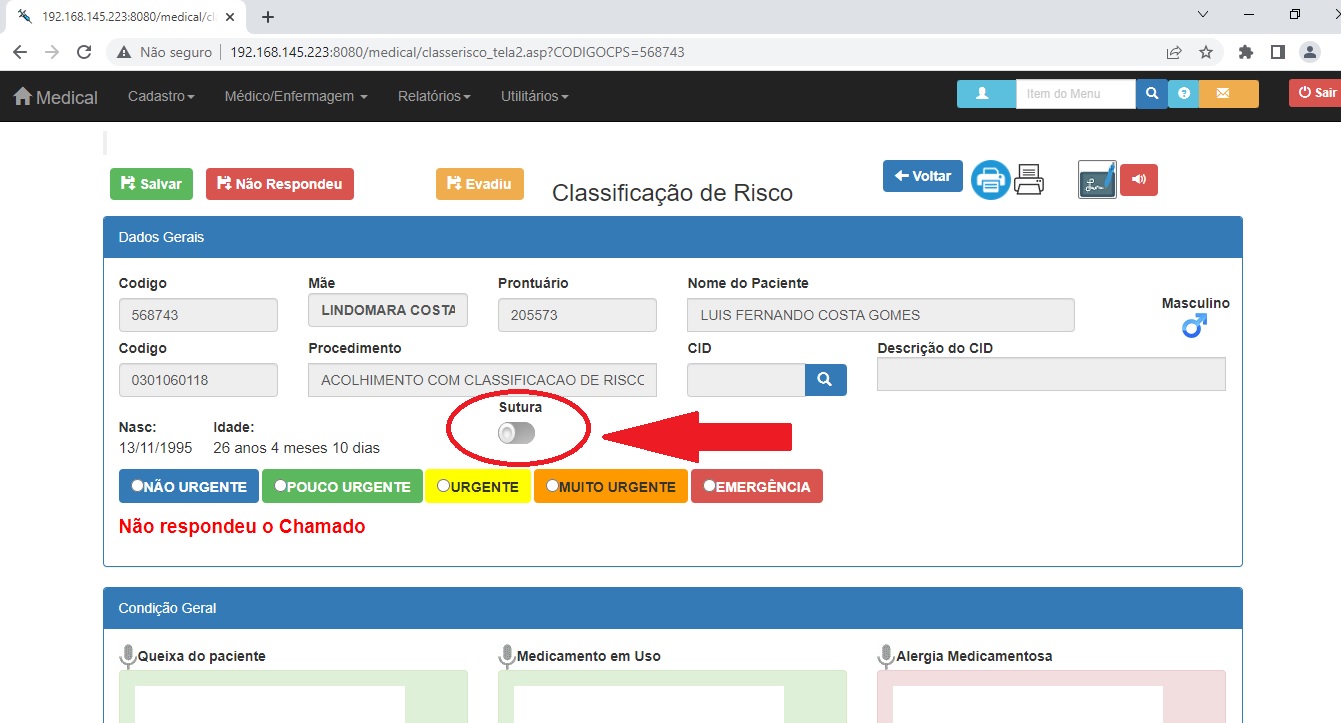 192.168.145.223:8080/medical/cl
Não seguro 192.168.145.223:8080/medical/classerisco_tela2.asp?CODIGOCPS=568743
Medical Cadastro Médico/Enfermagem Relatórios Utilitários Item do Menu ? Sair
Salvar Não Respondeu Evadiu Classificação de Risco Voltar
Dados Gerais
Codigo Mãe Prontuário Nome do Paciente
568743 LINDOMARA COSTA 205573 LUIS FERNANDO COSTA GOMES
Masculino
Codigo Procedimento CID Descrição do CID
0301060118 ACOLHIMENTO COM CLASSIFICACAO DE RISCO
Sutura
Nasc: Idade:
13/11/1995 26 anos 4 meses 10 dias
NÃO URGENTE POUCO URGENTE URGENTE MUITO URGENTE EMERGÊNCIA
Não respondeu o Chamado
Condição Geral
Queixa do paciente Medicamento em Uso Alergia Medicamentosa